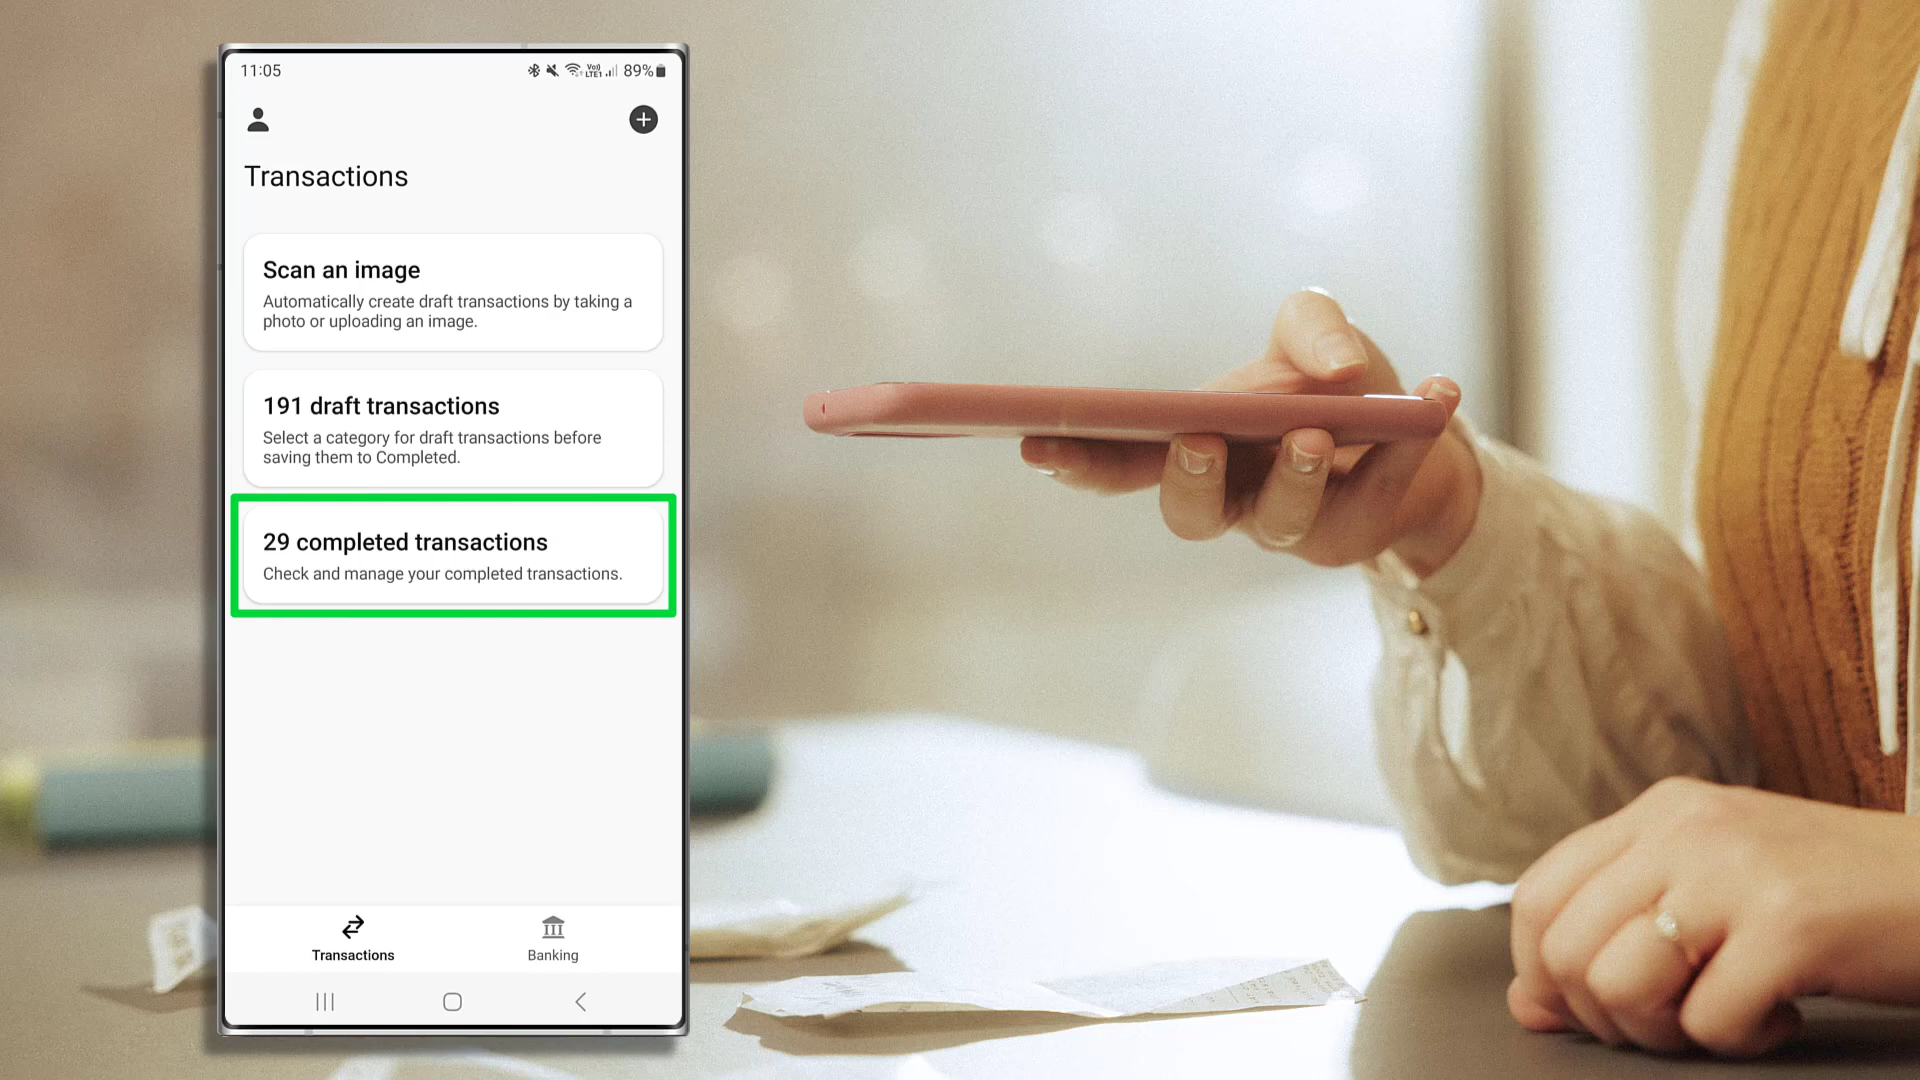 11:05
Vo))
LTE1
89%
Transactions
Scan an image
Automatically create draft transactions by taking a
photo or uploading an image.
191 draft transactions
Select a category for draft transactions before
saving them to Completed.
29 completed transactions
Check and manage your completed transactions.
Transactions
Banking